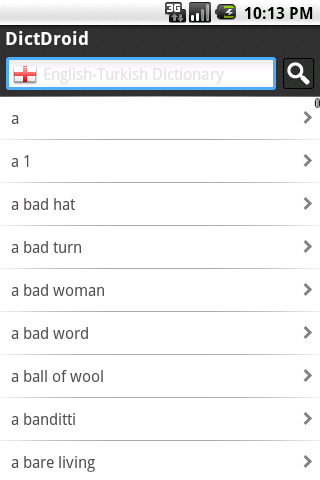 3G 10:13 PM
DictDroid
English-Turkish Dictionary
a
a 1
a bad hat
a bad turn
a bad woman
a bad word
a ball of wool
a banditti
a bare living